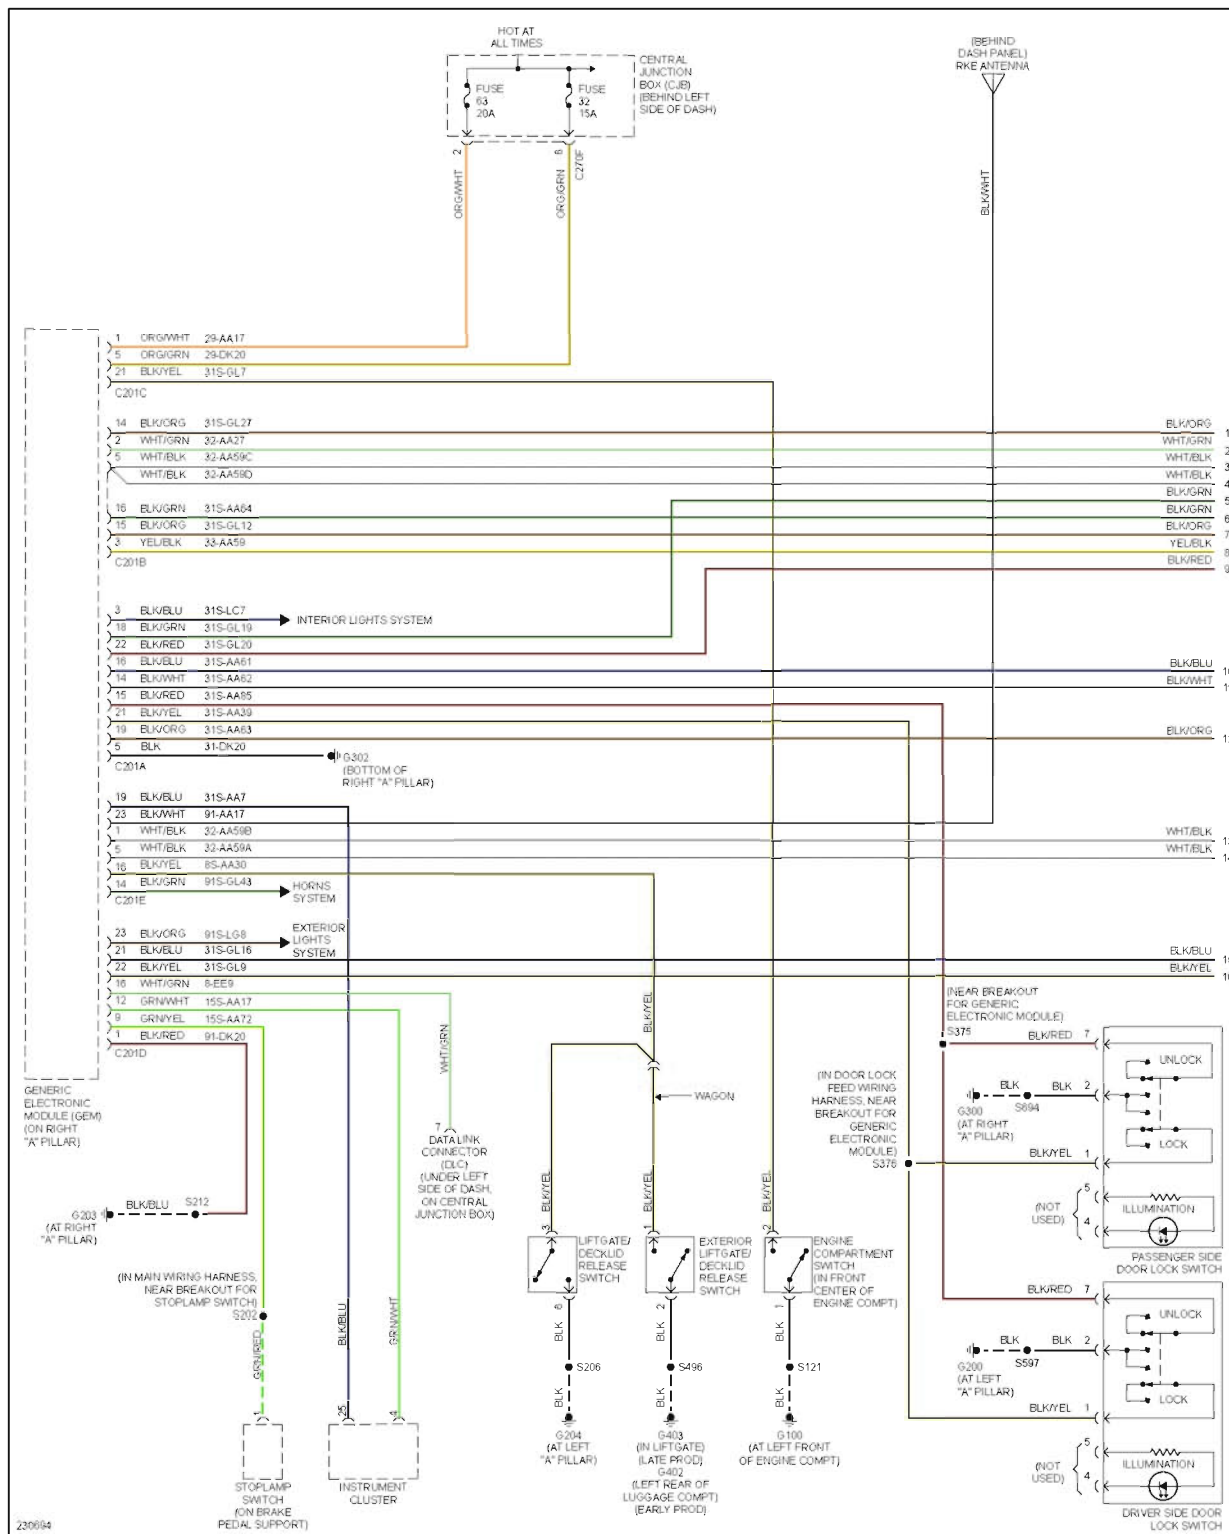 HOT AT
ALL TIMES
CENTRAL
JUNCTION
BOX (CJB)
(BEHIND LEFT
SIDE OF DASH)
FUSE
63
20A
FUSE
32
15A
2
8
C270F
ORG/WHT
ORG/GRN
(BEHIND
DASH PANEL)
RKE ANTENNA
BLK/WHT
1 ORG/WHT 29-AA17
5 ORG/GRN 29-DK20
21 BLK/YEL 31S-GL7
C201C
14 BLK/ORG 31S-GL27 BLK/ORG 1
2 WHT/GRN 32-AA27 WHT/GRN 2
5 WHT/BLK 32-AA59C WHT/BLK 3
WHT/BLK 32-AA59D WHT/BLK 4
BLK/GRN 5
16 BLK/GRN 31S-AA64 BLK/GRN 6
15 BLK/ORG 31S-GL12 BLK/ORG 7
3 YEL/BLK 33-AA59 YEL/BLK 8
C201B BLK/RED 9
3 BLK/BLU 31S-LC7 INTERIOR LIGHTS SYSTEM
18 BLK/GRN 31S-GL19
22 BLK/RED 31S-GL20
16 BLK/BLU 31S-AA61 BLK/BLU
14 BLK/WHT 31S-AA62 BLK/WHT
15 BLK/RED 31S-AA85
21 BLK/YEL 31S-AA39
19 BLK/ORG 31S-AA63 BLK/ORG
5 BLK 31-DK20
C201A
G302
(BOTTOM OF
RIGHT "A" PILLAR)
19 BLK/BLU 31S-AA7
23 BLK/WHT 91-AA17
1 WHT/BLK 32-AA59B WHT/BLK
5 WHT/BLK 32-AA59A WHT/BLK
16 BLK/YEL 8S-AA30
14 BLK/GRN 91S-GL43
C201E
HORNS
SYSTEM
23 BLK/ORG 91S-LG8
21 BLK/BLU 31S-GL16 BLK/BLU
22 BLK/YEL 31S-GL9 BLK/YEL
16 WHT/GRN 8-EE9
12 GRN/WHT 15S-AA17
9 GRN/YEL 15S-AA72
1 BLK/RED 91-DK20
C201D
EXTERIOR
LIGHTS
SYSTEM
GENERIC
ELECTRONIC
MODULE (GEM)
(ON RIGHT
"A" PILLAR)
WHT/GRN
7
DATA LINK
CONNECTOR
(DLC)
(UNDER LEFT
SIDE OF DASH,
ON CENTRAL
JUNCTION BOX)
BLK/YEL
WAGON
(NEAR BREAKOUT
FOR GENERIC
ELECTRONIC MODULE)
S375
(IN DOOR LOCK
FEED WIRING
HARNESS, NEAR
BREAKOUT FOR
GENERIC
ELECTRONIC
MODULE)
S376
BLK/RED 7
UNLOCK
BLK BLK 2
S694
G300
(AT RIGHT
"A" PILLAR)
LOCK
BLK/YEL 1
5
(NOT
USED)
4
ILLUMINATION
PASSENGER SIDE
DOOR LOCK SWITCH
G203
(AT RIGHT
"A" PILLAR)
BLK/BLU
S212
(IN MAIN WIRING HARNESS,
NEAR BREAKOUT FOR
STOPLAMP SWITCH)
S202
GRN/RED
1
STOPLAMP
SWITCH
(ON BRAKE
PEDAL SUPPORT)
BLK/BLU
25
GRN/WHT
4
INSTRUMENT
CLUSTER
BLK/YEL
3
LIFTGATE/
DECKLID
RELEASE
SWITCH
BLK
S206
BLK
G204
(AT LEFT
"A" PILLAR)
BLK/YEL
1
EXTERIOR
LIFTGATE/
DECKLID
RELEASE
SWITCH
2
BLK
S496
BLK
G403
(IN LIFTGATE)
(LATE PROD)
G402
(LEFT REAR OF
LUGGAGE COMPT)
(EARLY PROD)
BLK/YEL
2
ENGINE
COMPARTMENT
SWITCH
(IN FRONT
CENTER OF
ENGINE COMPT)
1
BLK
S121
BLK
G100
(AT LEFT FRONT
OF ENGINE COMPT)
BLK/RED 7
UNLOCK
BLK BLK 2
S597
G200
(AT LEFT
"A" PILLAR)
LOCK
BLK/YEL 1
5
(NOT
USED)
4
ILLUMINATION
DRIVER SIDE DOOR
LOCK SWITCH
230694